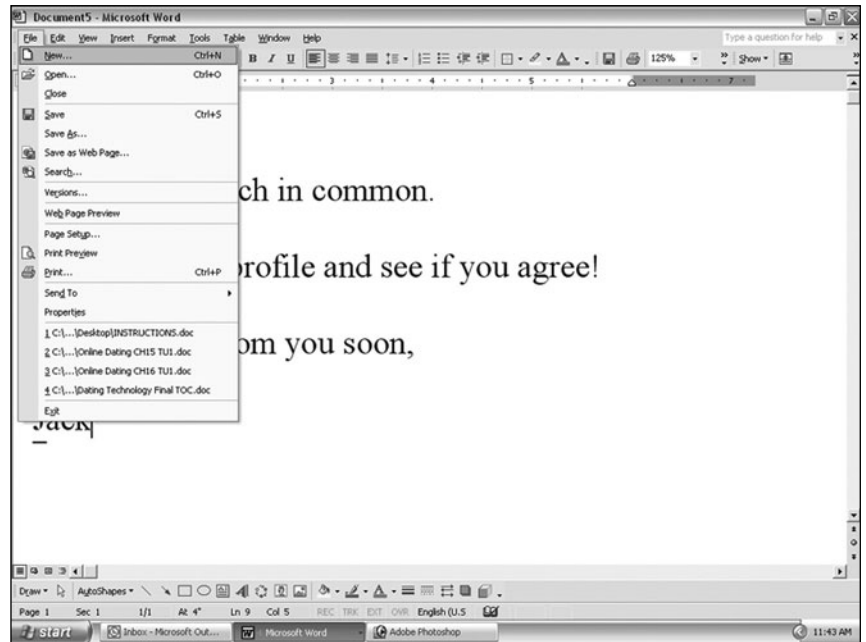 Document5 - Microsoft Word
File Edit View Insert Format Tools Table Window Help
Type a question for help
New... Ctrl+N
B I U 125% Show
Open... Ctrl+O
3 4 5 7
Close
Save Ctrl+S
Save As...
Save as Web Page...
Search...
ch in common.
Versions...
Web Page Preview
Page Setup...
Print Preview
rofile and see if you agree!
Print... Ctrl+P
Send To
Properties
1 C:\...\Desktop\INSTRUCTIONS.doc
om you soon,
2 C:\...\Online Dating CH15 TU1.doc
3 C:\...\Online Dating CH16 TU1.doc
4 C:\...\Dating Technology Final TOC.doc
Exit
Jack
Draw AutoShapes
Page 1 Sec 1 1/1 At 4" Ln 9 Col 5 REC TRK EXT OVR English (U.S
start Inbox - Microsoft Out... Microsoft Word Adobe Photoshop 11:43 AM